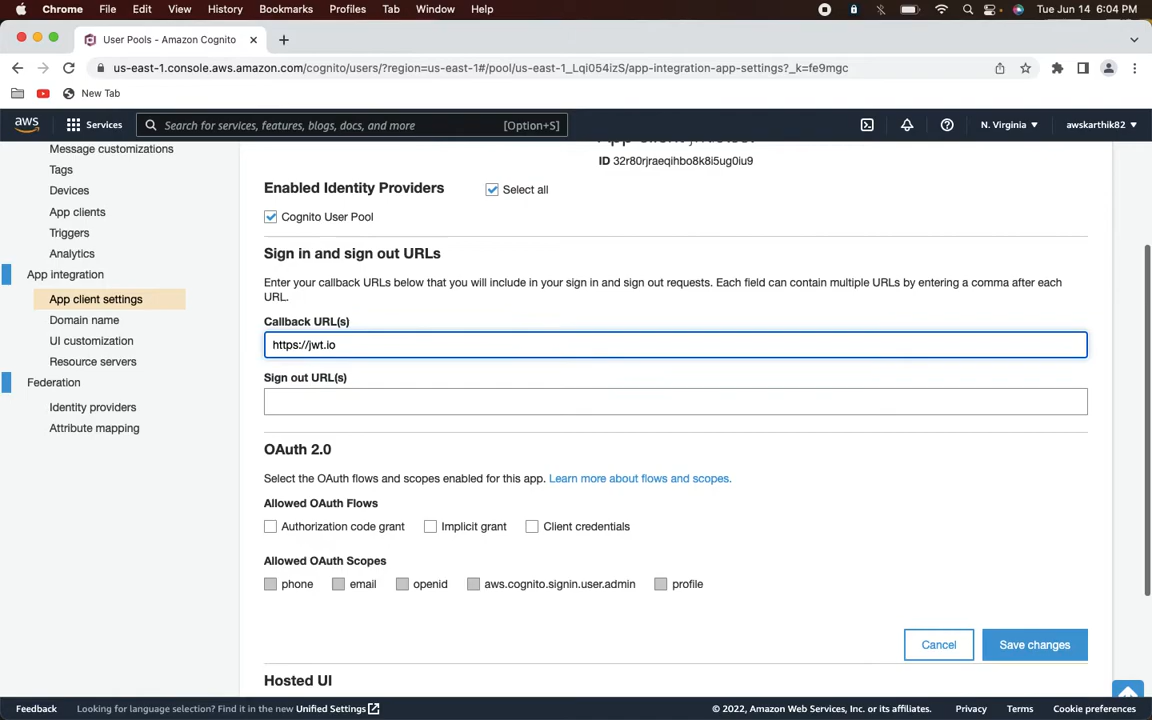 Chrome File Edit View History Bookmarks Profiles Tab Window Help Tue Jun 14 6:04 PM
User Pools - Amazon Cognito
us-east-1.console.aws.amazon.com/cognito/users/?region=us-east-1#/pool/us-east-1_Lqi054izS/app-integration-app-settings?_k=fe9mgc
New Tab
aws Services Search for services, features, blogs, docs, and more [Option+S] N. Virginia awskarthik82
Message customizations
Tags
Devices
App clients
Triggers
Analytics
App integration
App client settings
Domain name
UI customization
Resource servers
Federation
Identity providers
Attribute mapping
App client
ID 32r80rjraeqihbo8k8i5ug0iu9
Enabled Identity Providers Select all
Cognito User Pool
Sign in and sign out URLs
Enter your callback URLs below that you will include in your sign in and sign out requests. Each field can contain multiple URLs by entering a comma after each
URL.
Callback URL(s)
https://jwt.io
Sign out URL(s)
OAuth 2.0
Select the OAuth flows and scopes enabled for this app. Learn more about flows and scopes.
Allowed OAuth Flows
Authorization code grant Implicit grant Client credentials
Allowed OAuth Scopes
phone email openid aws.cognito.signin.user.admin profile
Cancel Save changes
Hosted UI
Feedback Looking for language selection? Find it in the new Unified Settings © 2022, Amazon Web Services, Inc. or its affiliates. Privacy Terms Cookie preferences